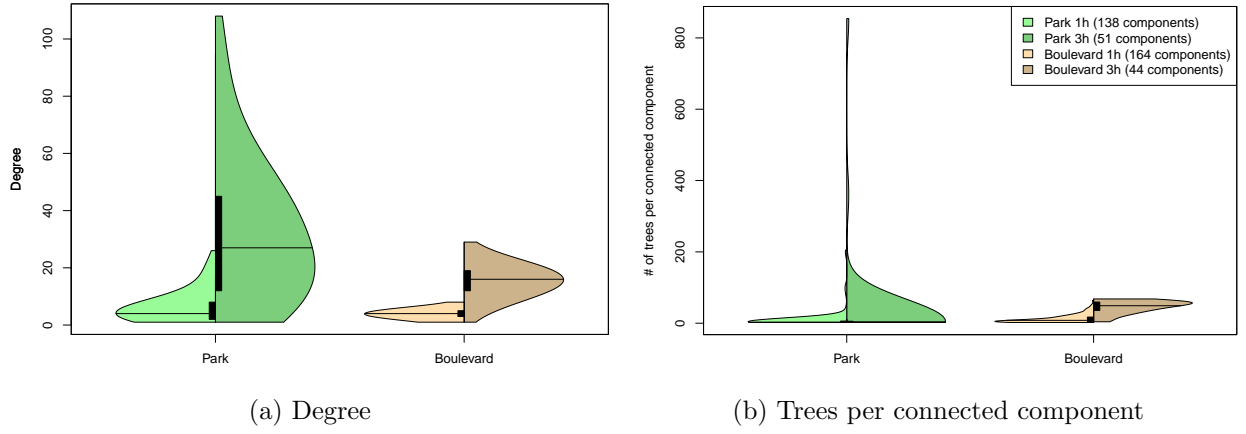 Degree
100
80
60
40
20
0
Park
Boulevard
(a) Degree
# of trees per connected component
800
600
400
200
0
Park 1h (138 components)
Park 3h (51 components)
Boulevard 1h (164 components)
Boulevard 3h (44 components)
Park
Boulevard
(b) Trees per connected component